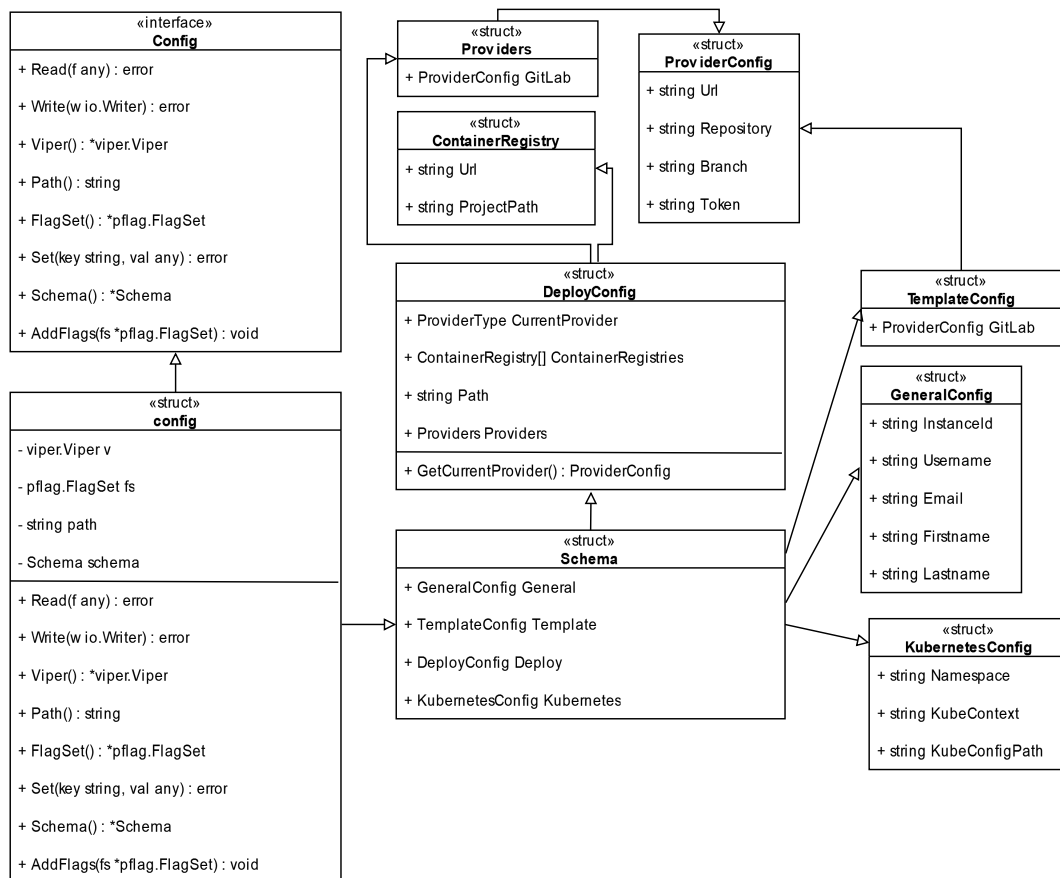 «interface»
Config
+ Read(f any) : error
+ Write(w io.Writer) : error
+ Viper() : *viper.Viper
+ Path() : string
+ FlagSet() : *pflag.FlagSet
+ Set(key string, val any) : error
+ Schema() : *Schema
+ AddFlags(fs *pflag.FlagSet) : void
«struct»
config
- viper.Viper v
- pflag.FlagSet fs
- string path
- Schema schema
+ Read(f any) : error
+ Write(w io.Writer) : error
+ Viper() : *viper.Viper
+ Path() : string
+ FlagSet() : *pflag.FlagSet
+ Set(key string, val any) : error
+ Schema() : *Schema
+ AddFlags(fs *pflag.FlagSet) : void
«struct»
Providers
+ ProviderConfig GitLab
«struct»
ContainerRegistry
+ string Url
+ string ProjectPath
«struct»
DeployConfig
+ ProviderType CurrentProvider
+ ContainerRegistry[] ContainerRegistries
+ string Path
+ Providers Providers
+ GetCurrentProvider() : ProviderConfig
«struct»
Schema
+ GeneralConfig General
+ TemplateConfig Template
+ DeployConfig Deploy
+ KubernetesConfig Kubernetes
«struct»
ProviderConfig
+ string Url
+ string Repository
+ string Branch
+ string Token
«struct»
TemplateConfig
+ ProviderConfig GitLab
«struct»
GeneralConfig
+ string InstanceId
+ string Username
+ string Email
+ string Firstname
+ string Lastname
«struct»
KubernetesConfig
+ string Namespace
+ string KubeContext
+ string KubeConfigPath